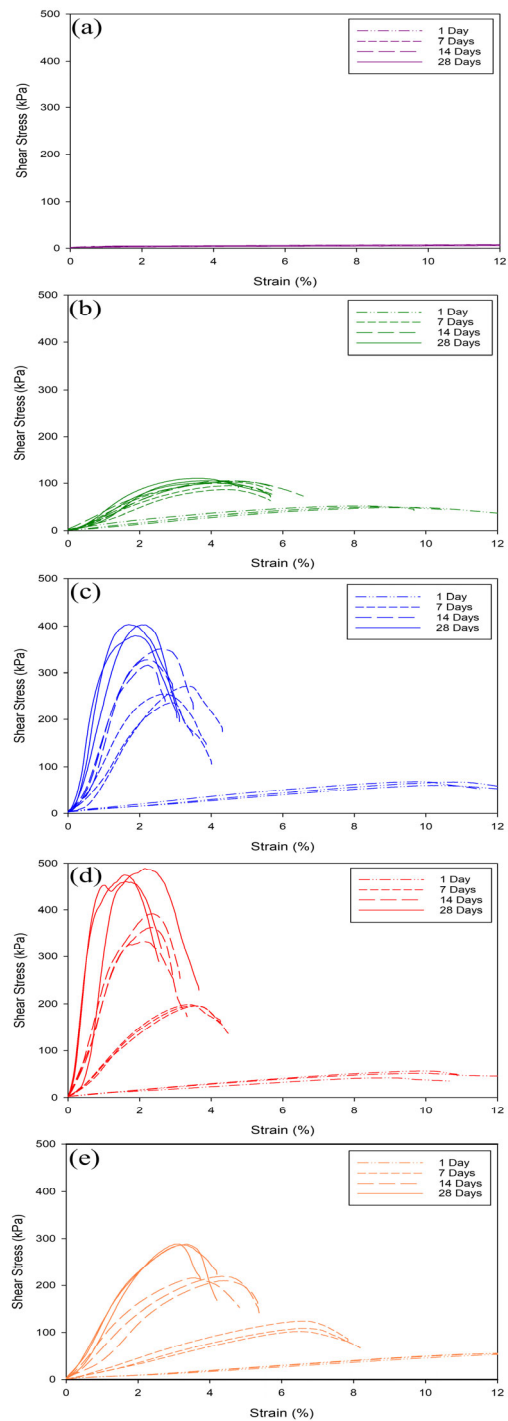 (a)
1 Day
7 Days
14 Days
28 Days
500
400
300
200
100
0
Shear Stress (kPa)
0 2 4 6 8 10 12
Strain (%)
(b)
1 Day
7 Days
14 Days
28 Days
500
400
300
200
100
0
Shear Stress (kPa)
0 2 4 6 8 10 12
Strain (%)
(c)
1 Day
7 Days
14 Days
28 Days
500
400
300
200
100
0
Shear Stress (kPa)
0 2 4 6 8 10 12
Strain (%)
(d)
1 Day
7 Days
14 Days
28 Days
500
400
300
200
100
0
Shear Stress (kPa)
0 2 4 6 8 10 12
Strain (%)
(e)
1 Day
7 Days
14 Days
28 Days
500
400
300
200
100
0
Shear Stress (kPa)
0 2 4 6 8 10 12
Strain (%)